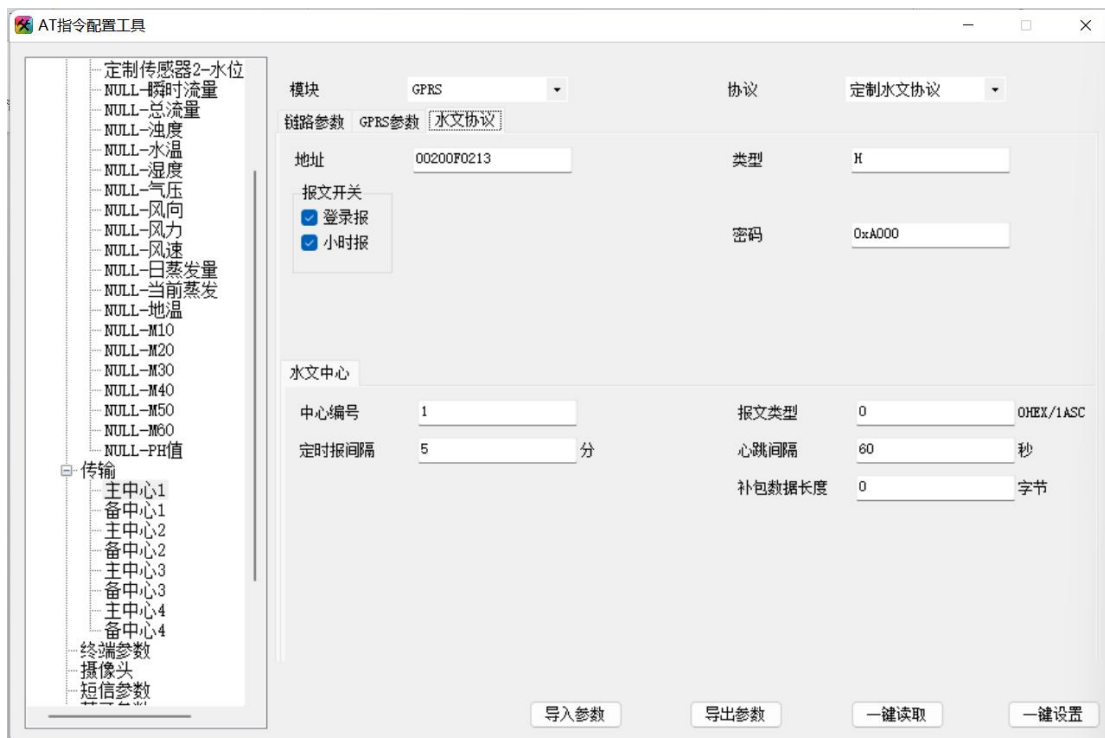 AT指令配置工具
定制传感器2-水位
NULL-瞬时流量
NULL-总流量
NULL-浊度
NULL-水温
NULL-湿度
NULL-气压
NULL-风向
NULL-风力
NULL-风速
NULL-日蒸发量
NULL-当前蒸发
NULL-地温
NULL-M10
NULL-M20
NULL-M30
NULL-M40
NULL-M50
NULL-M60
NULL-PH值
传输
主中心1
备中心1
主中心2
备中心2
主中心3
备中心3
主中心4
备中心4
终端参数
摄像头
短信参数
模块 GPRS 协议 定制水文协议
链路参数 GPRS参数 水文协议
地址 00200F0213 类型 H
报文开关
登录报
小时报
密码 0xA000
水文中心
中心编号 1 报文类型 0 0HEX/1ASC
定时报间隔 5 分 心跳间隔 60 秒
补包数据长度 0 字节
导入参数 导出参数 一键读取 一键设置